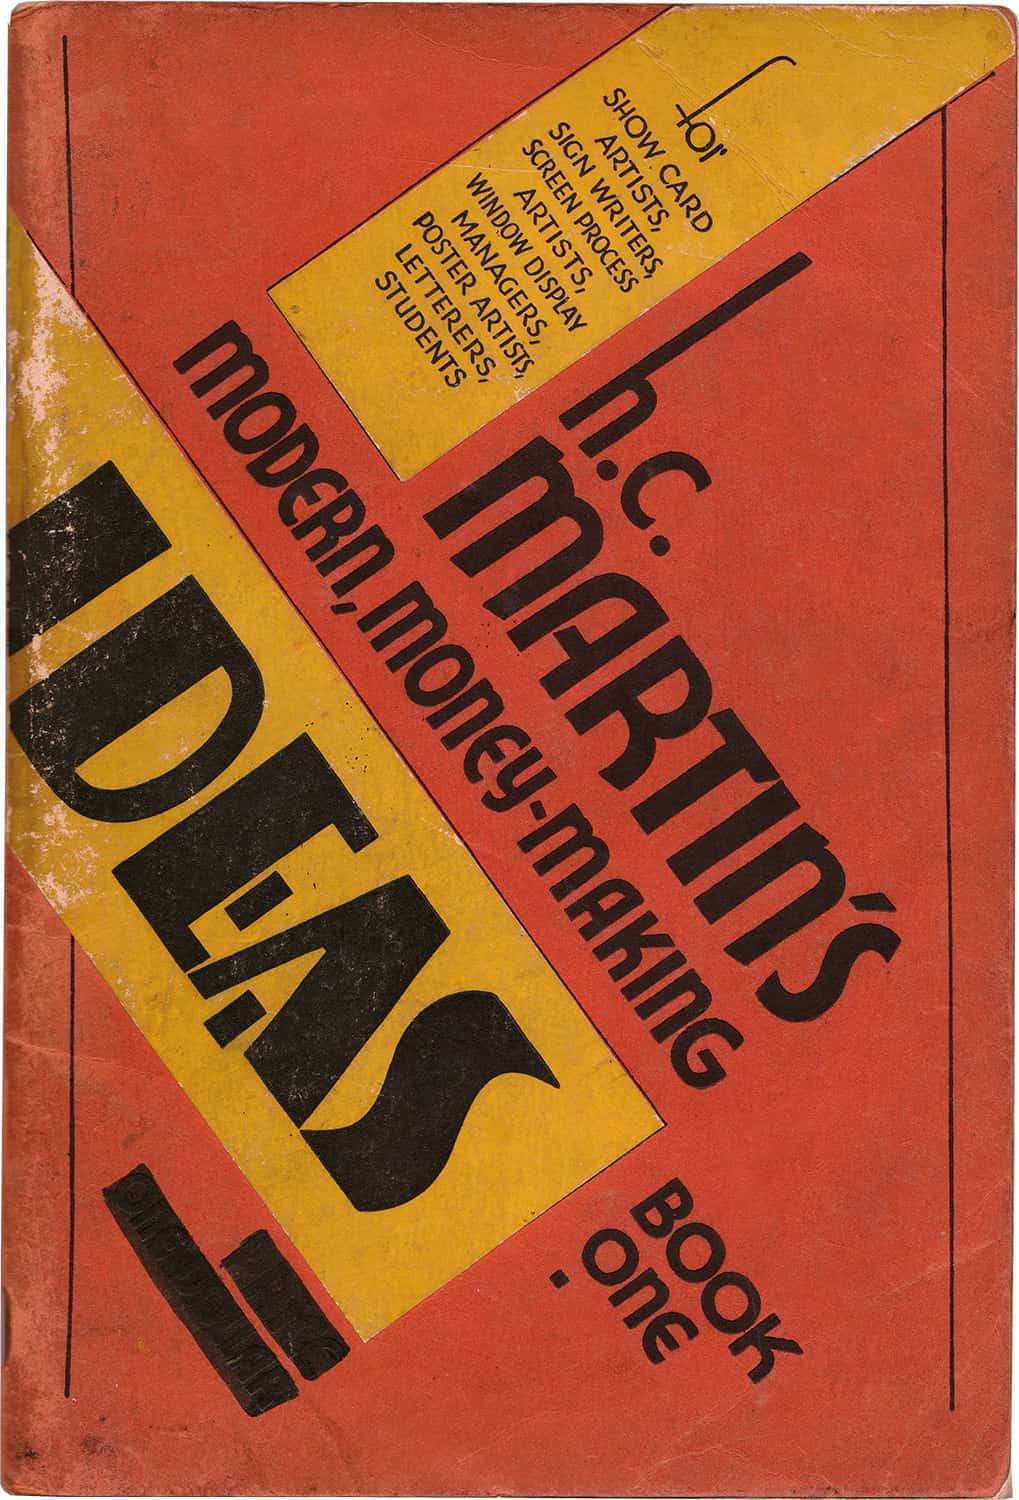 for
SHOW CARD
ARTISTS,
SIGN WRITERS,
SCREEN PROCESS
ARTISTS,
WINDOW DISPLAY
MANAGERS,
POSTER ARTISTS,
LETTERERS,
STUDENTS
h.c.
MARTIN'S
MODERN, MONEY-MAKING
IDEAS
BOOK
ONE